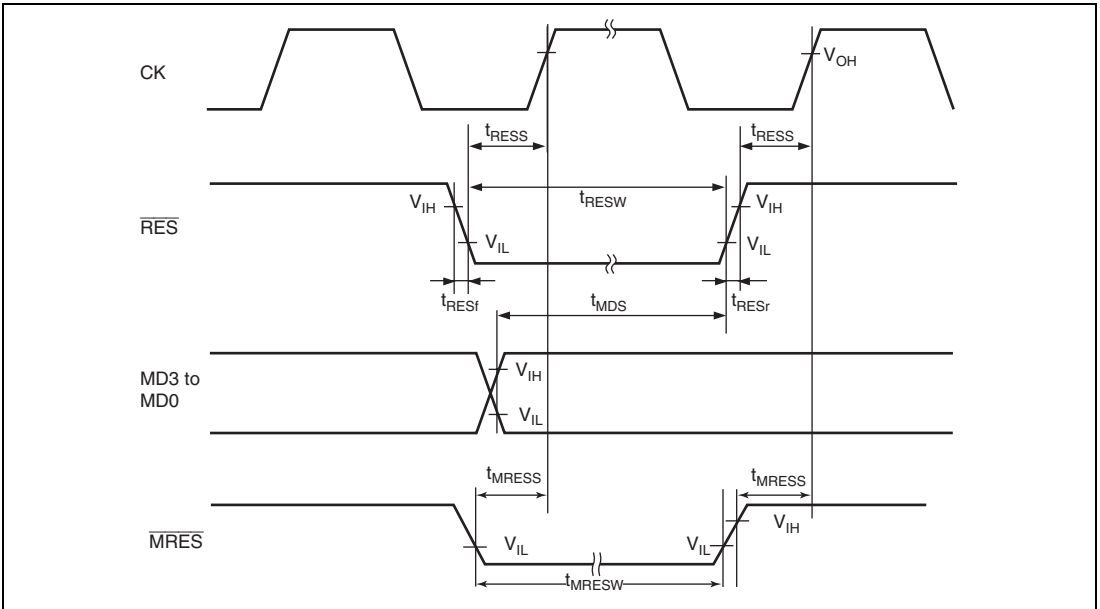 CK
V_OH
t_RESS t_RESS
t_RESW
V_IH V_IH
RES
V_IL V_IL
t_RESf t_MDS t_RESr
MD3 to
MD0
V_IH
V_IL
t_MRESS t_MRESS
MRES
V_IH
V_IL V_IL
t_MRESW